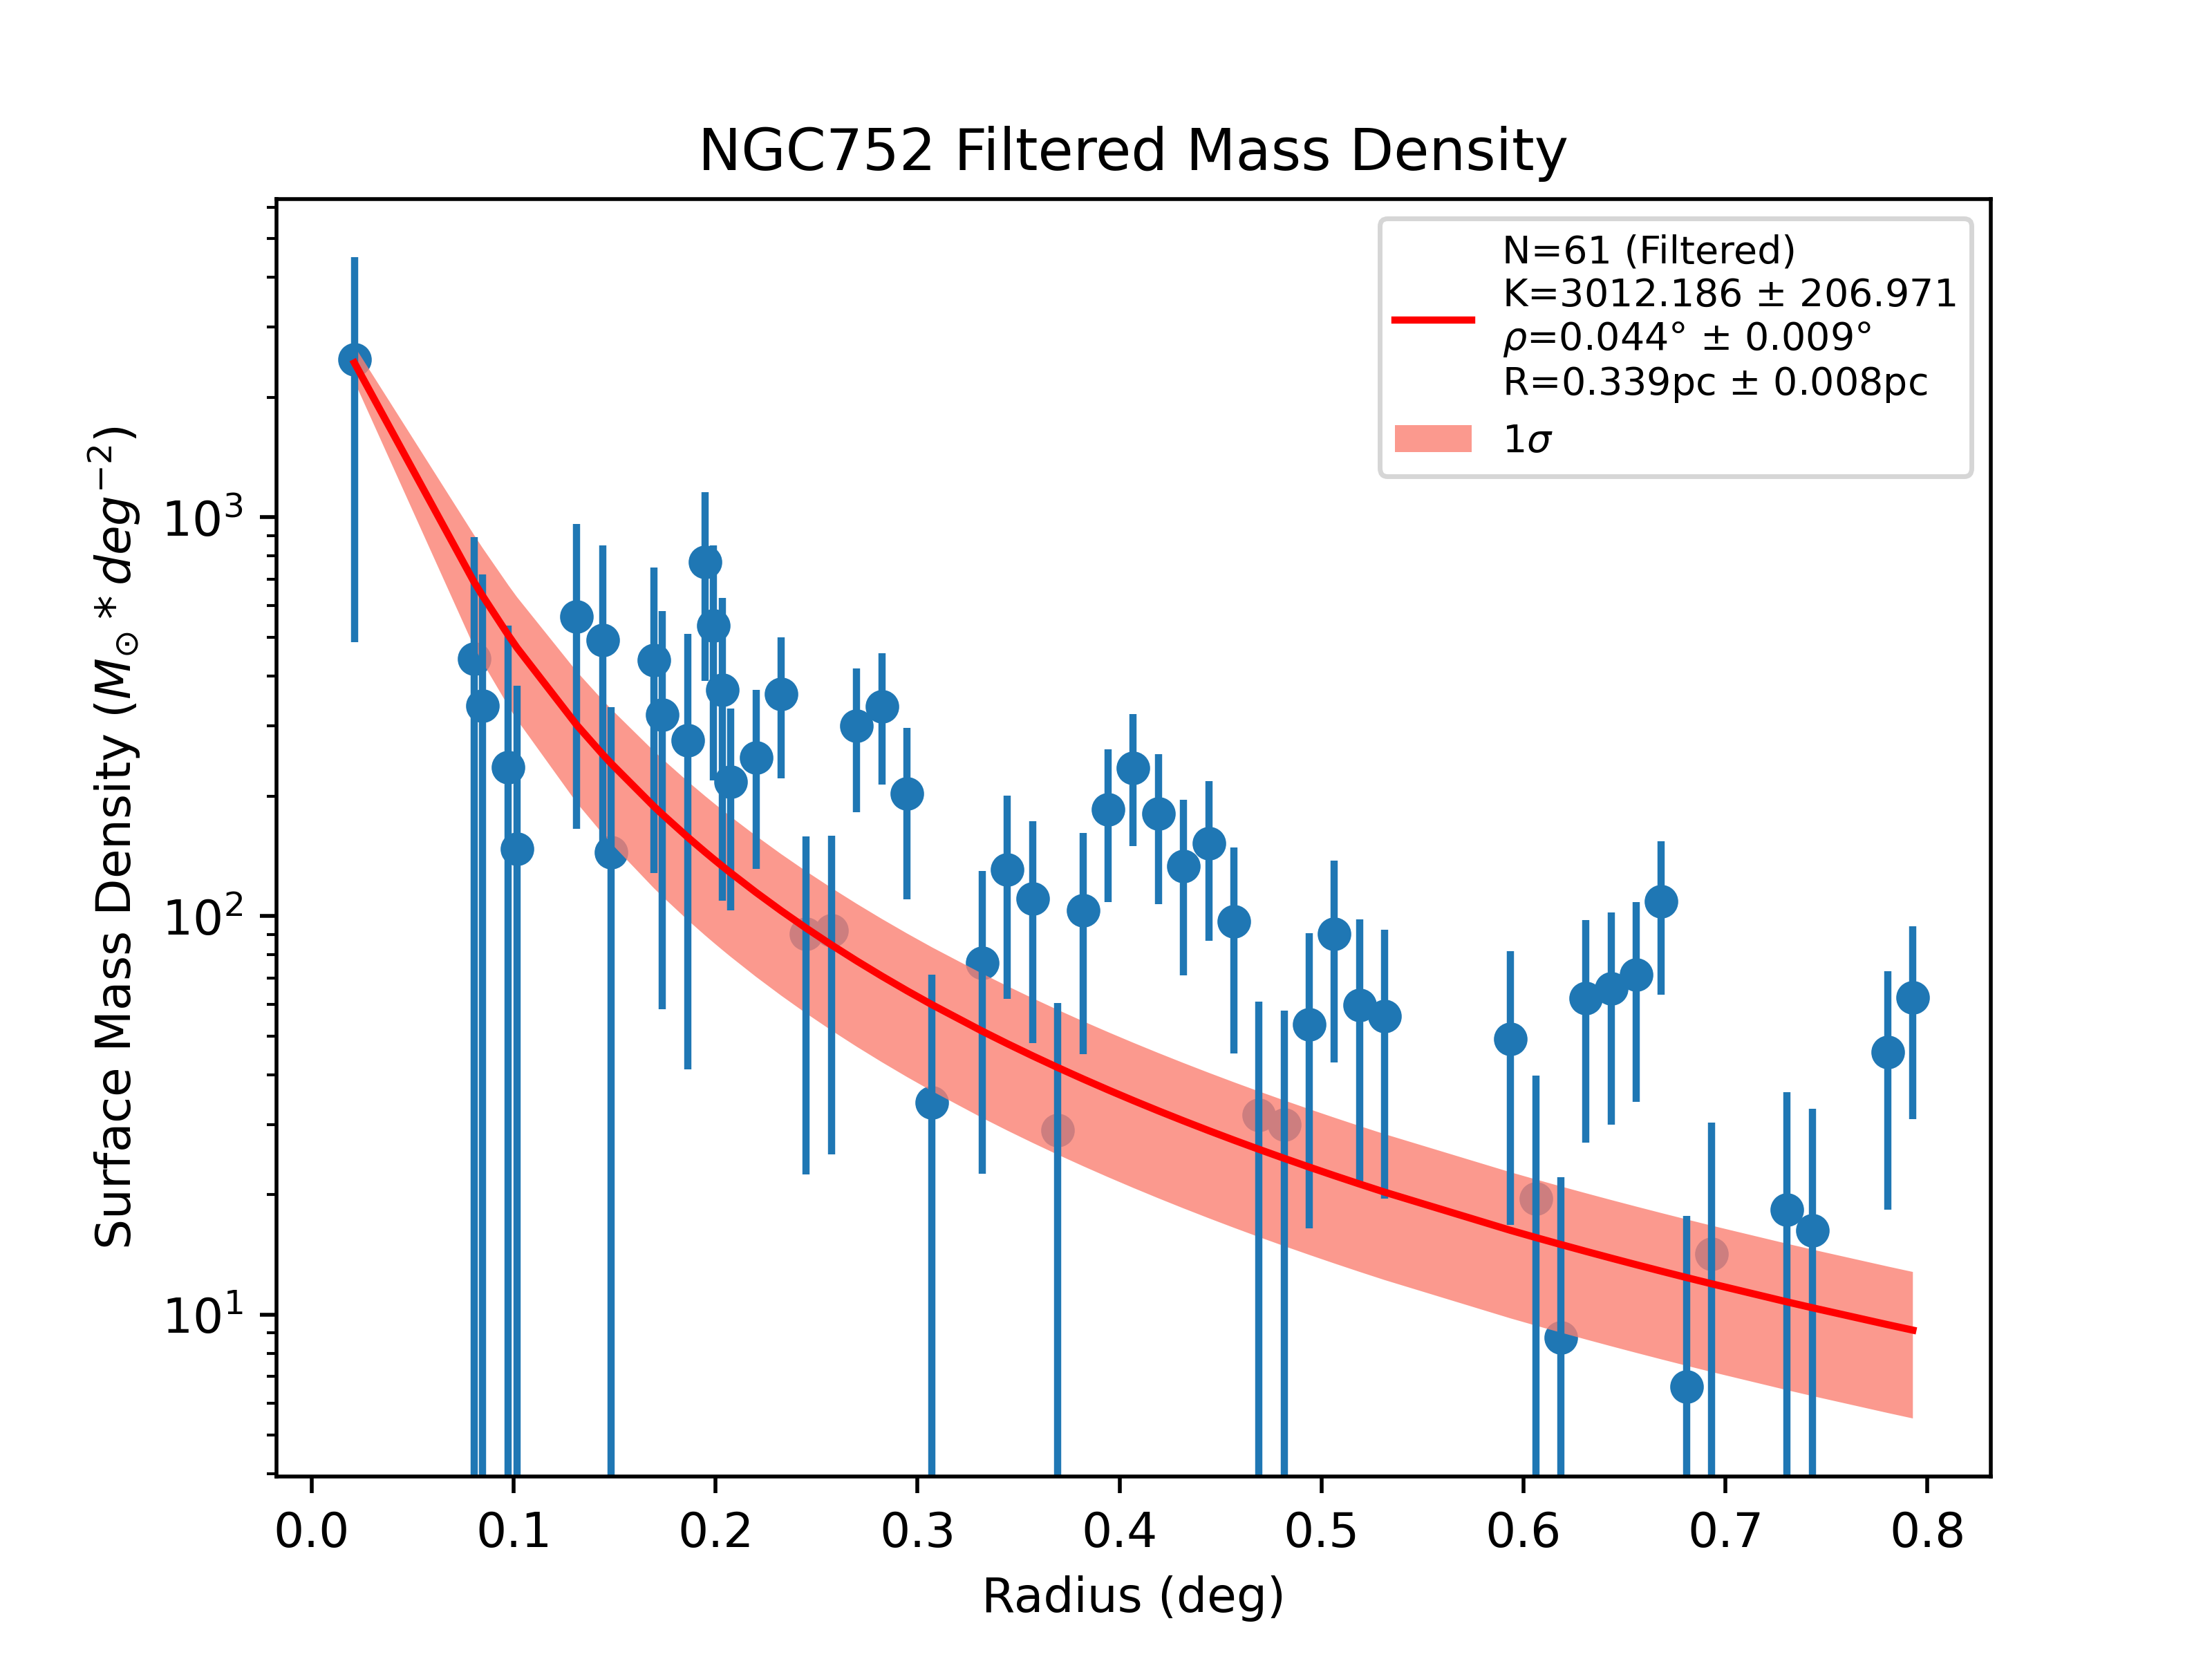 NGC752 Filtered Mass Density
N=61 (Filtered)
K=3012.186 ± 206.971
ρ=0.044° ± 0.009°
R=0.339pc ± 0.008pc
1σ
Surface Mass Density (M⊙ * deg⁻²)
10³
10²
10¹
0.0 0.1 0.2 0.3 0.4 0.5 0.6 0.7 0.8
Radius (deg)